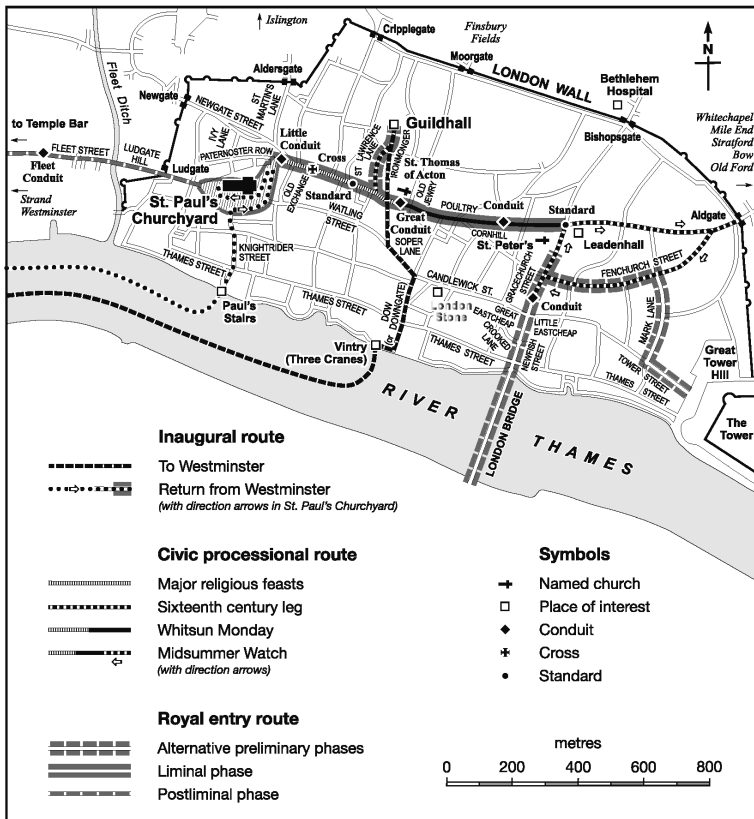 Islington
Finsbury
Fields
Cripplegate
Moorgate
LONDON WALL
N
Aldersgate
Bethlehem
Hospital
Fleet Ditch
Newgate
NEWGATE STREET
ST
MARTIN'S
LANE
Bishopsgate
Whitechapel
Mile End
Stratford
Bow
Old Ford
to Temple Bar
FLEET STREET
LUDGATE
HILL
IVY
LANE
PATERNOSTER ROW
Little
Conduit
Cross
ST
LAWRENCE
LANE
IRONMONGER
Guildhall
St. Thomas
of Acton
OLD
JEWRY
Fleet
Conduit
Ludgate
OLD
EXCHANGE
Standard
POULTRY
Conduit
Standard
Aldgate
Strand
Westminster
St. Paul's
Churchyard
WATLING
STREET
Great
Conduit
CORNHILL
St. Peter's
Leadenhall
KNIGHTRIDER
STREET
SOPER
LANE
GRACECHURCH
STREET
FENCHURCH STREET
THAMES STREET
CANDLEWICK ST.
London
Stone
Conduit
MARK LANE
Paul's
Stairs
THAMES STREET
DOW
(or DOWNGATE)
GREAT
EASTCHEAP
CROOKED
LANE
LITTLE
EASTCHEAP
NEWFISH
STREET
Great
Tower
Hill
Vintry
(Three Cranes)
THAMES STREET
TOWER STREET
THAMES
STREET
The
Tower
RIVER THAMES
LONDON BRIDGE
Inaugural route
To Westminster
Return from Westminster
(with direction arrows in St. Paul's Churchyard)
Civic processional route
Major religious feasts
Sixteenth century leg
Whitsun Monday
Midsummer Watch
(with direction arrows)
Royal entry route
Alternative preliminary phases
Liminal phase
Postliminal phase
Symbols
Named church
Place of interest
Conduit
Cross
Standard
metres
0 200 400 600 800